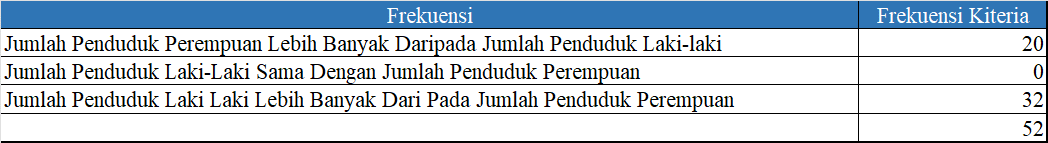 Frekuensi Frekuensi Kiteria
Jumlah Penduduk Perempuan Lebih Banyak Daripada Jumlah Penduduk Laki-laki 20
Jumlah Penduduk Laki-Laki Sama Dengan Jumlah Penduduk Perempuan 0
Jumlah Penduduk Laki Laki Lebih Banyak Dari Pada Jumlah Penduduk Perempuan 32
52